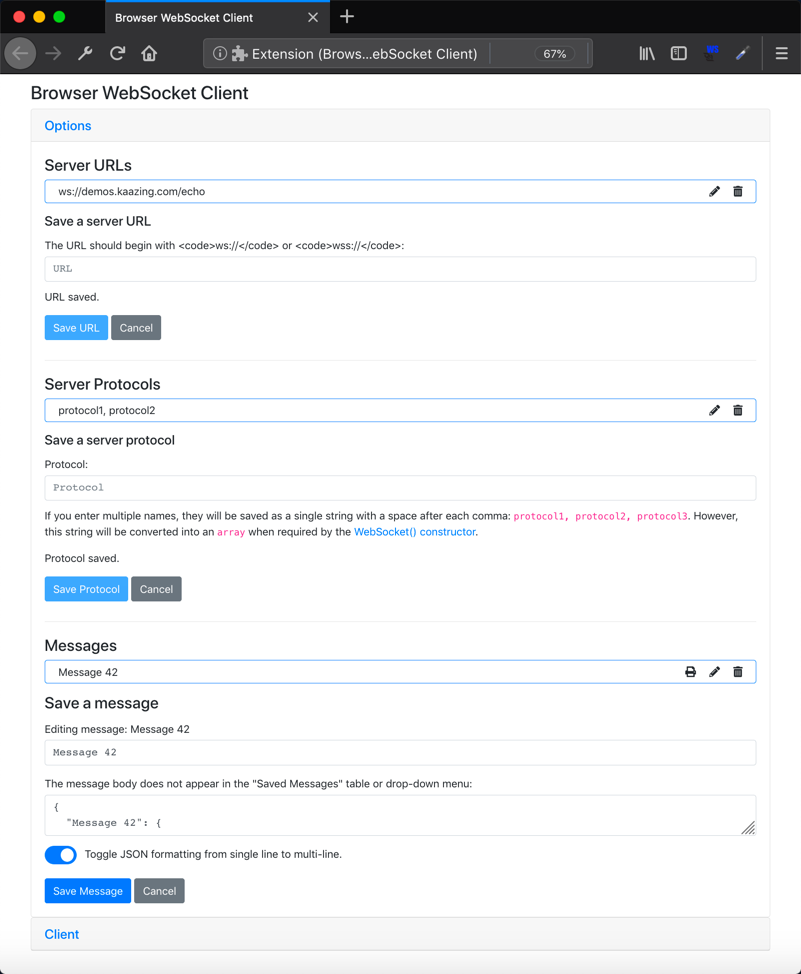 Browser WebSocket Client
Extension (Brows...ebSocket Client)
67%
Browser WebSocket Client
Options
Server URLs
ws://demos.kaazing.com/echo
Save a server URL
The URL should begin with <code>ws://</code> or <code>wss://</code>:
URL
URL saved.
Save URL Cancel
Server Protocols
protocol1, protocol2
Save a server protocol
Protocol:
Protocol
If you enter multiple names, they will be saved as a single string with a space after each comma: protocol1, protocol2, protocol3. However,
this string will be converted into an array when required by the WebSocket() constructor.
Protocol saved.
Save Protocol Cancel
Messages
Message 42
Save a message
Editing message: Message 42
Message 42
The message body does not appear in the "Saved Messages" table or drop-down menu:
{
"Message 42": {
Toggle JSON formatting from single line to multi-line.
Save Message Cancel
Client